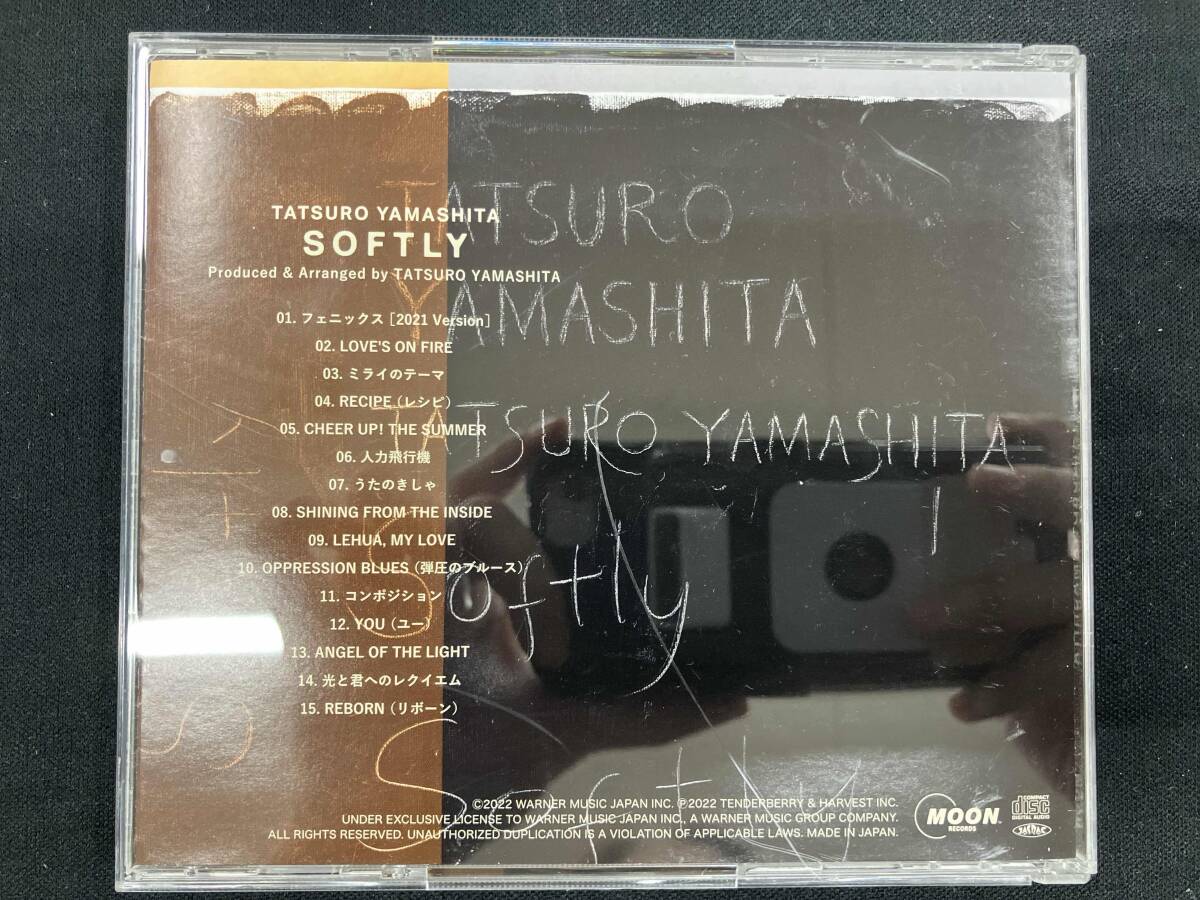 TATSURO YAMASHITA
SOFTLY
Produced & Arranged by TATSURO YAMASHITA
01. フェニックス [2021 Version]
02. LOVE'S ON FIRE
03. ミライのテーマ
04. RECIPE（レシピ）
05. CHEER UP! THE SUMMER
06. 人力飛行機
07. うたのきしゃ
08. SHINING FROM THE INSIDE
09. LEHUA, MY LOVE
10. OPPRESSION BLUES（弾圧のブルース）
11. コンポジション
12. YOU（ユー）
13. ANGEL OF THE LIGHT
14. 光と君へのレクイエム
15. REBORN（リボーン）
TATSURO
YAMASHITA
TATSURO YAMASHITA
Softly
Softly
©2022 WARNER MUSIC JAPAN INC. ℗2022 TENDERBERRY & HARVEST INC.
UNDER EXCLUSIVE LICENSE TO WARNER MUSIC JAPAN INC., A WARNER MUSIC GROUP COMPANY.
ALL RIGHTS RESERVED. UNAUTHORIZED DUPLICATION IS A VIOLATION OF APPLICABLE LAWS. MADE IN JAPAN.
MOON
RECORDS
COMPACT
disc
DIGITAL AUDIO